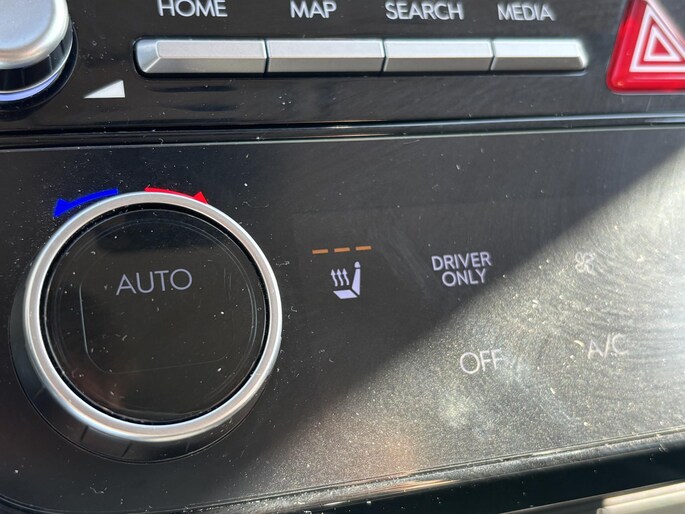 HOME MAP SEARCH MEDIA
AUTO
DRIVER
ONLY
OFF A/C